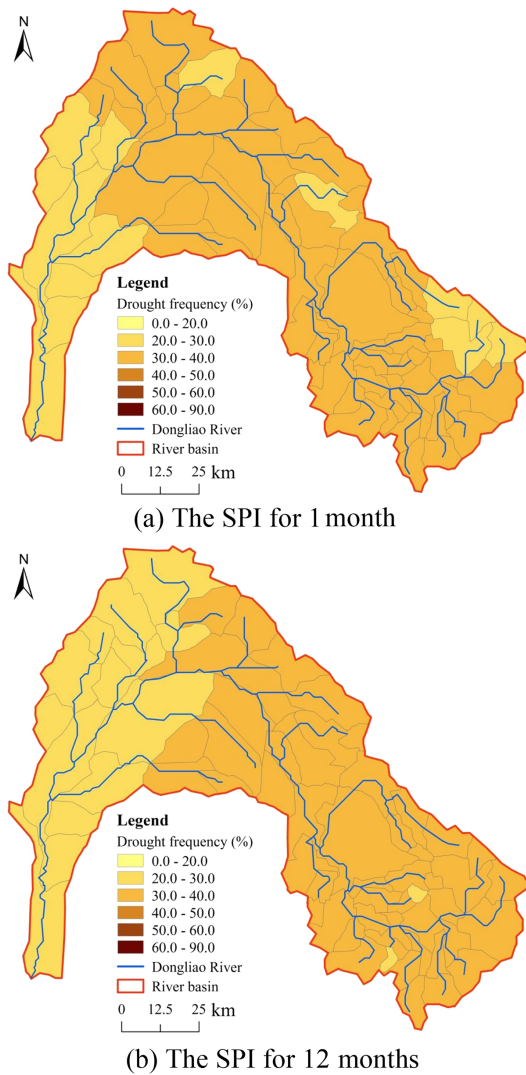 N
Legend
Drought frequency (%)
0.0 - 20.0
20.0 - 30.0
30.0 - 40.0
40.0 - 50.0
50.0 - 60.0
60.0 - 90.0
Dongliao River
River basin
0 12.5 25 km
(a) The SPI for 1 month
N
Legend
Drought frequency (%)
0.0 - 20.0
20.0 - 30.0
30.0 - 40.0
40.0 - 50.0
50.0 - 60.0
60.0 - 90.0
Dongliao River
River basin
0 12.5 25 km
(b) The SPI for 12 months